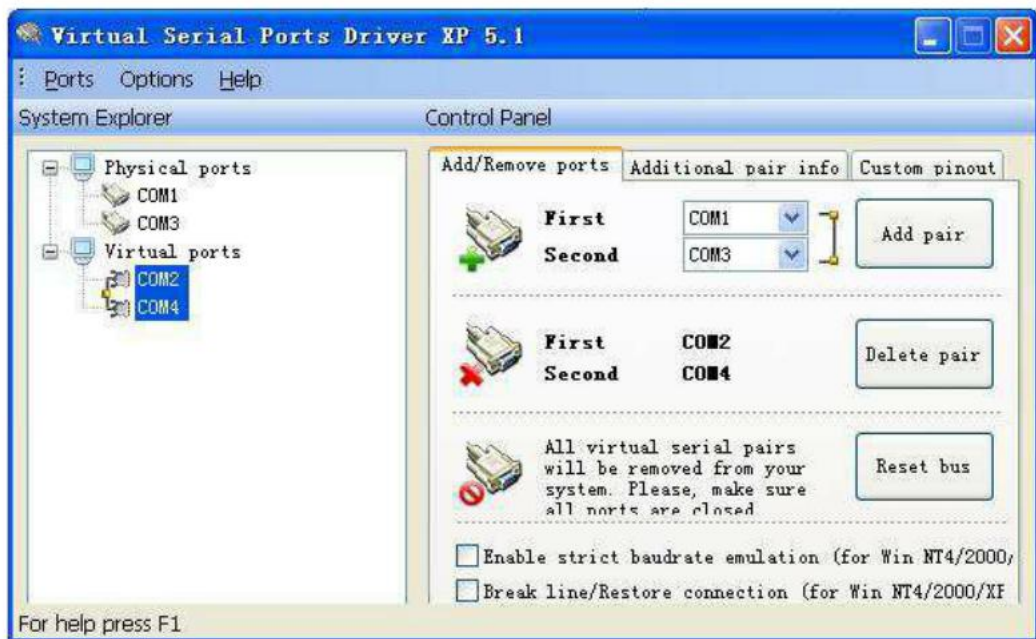 Virtual Serial Ports Driver XP 5.1
Ports Options Help
System Explorer
Control Panel
Physical ports
COM1
COM3
Virtual ports
COM2
COM4
Add/Remove ports
Additional pair info
Custom pinout
First
COM1
Second
COM3
Add pair
First
COM2
Second
COM4
Delete pair
All virtual serial pairs
will be removed from your
system. Please, make sure
all ports are closed
Reset bus
Enable strict baudrate emulation (for Win NT4/2000/
Break line/Restore connection (for Win NT4/2000/XP
For help press F1